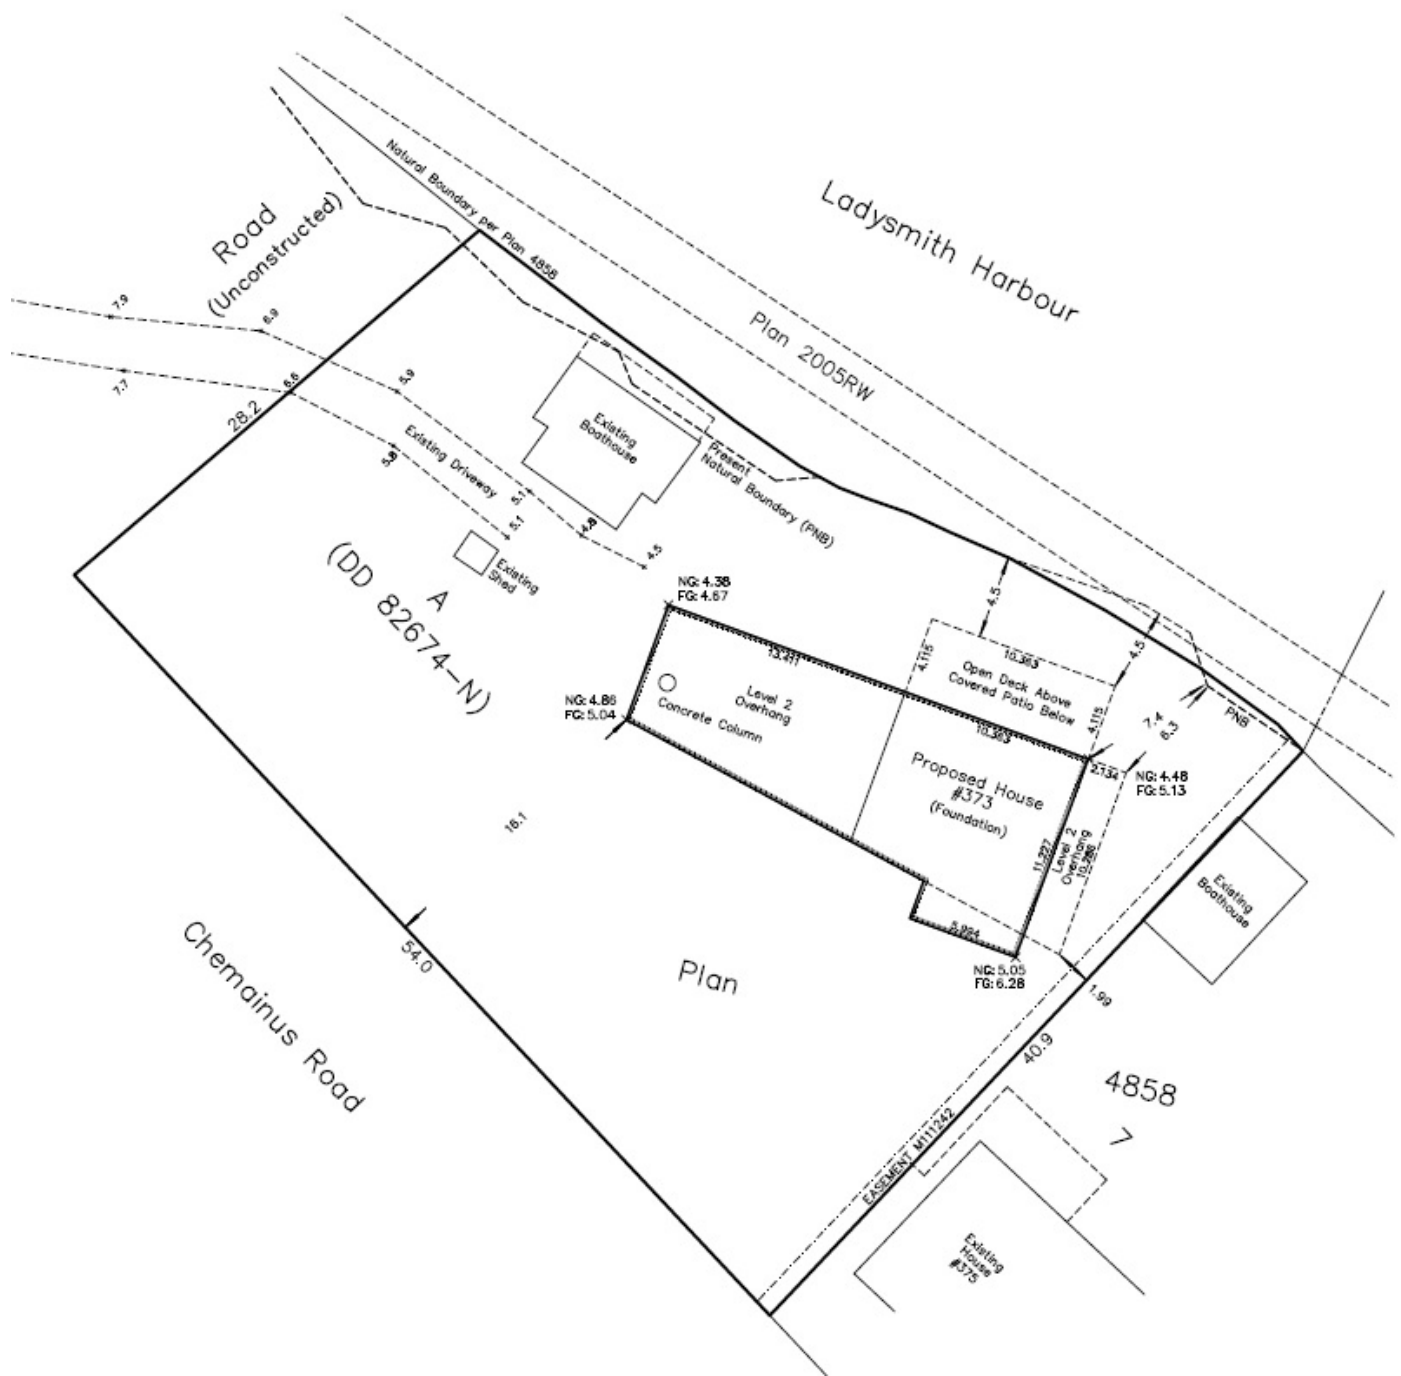 Ladysmith Harbour
Natural Boundary per Plan 4858
Road
(Unconstructed)
Plan 2005RW
7.9
6.9
7.7
6.6
28.2
5.9
Existing Driveway
5.1
5.1
4.5
Existing
Boathouse
Present
Natural Boundary (PNB)
Existing
Shed
A
(DD 82674-N)
NG: 4.38
FG: 4.67
NG: 4.86
FG: 5.04
13.411
Level 2
Overhang
Concrete Column
4.5
4.5
4.115
10.363
Open Deck Above
Covered Patio Below
4.115
10.363
7.4
6.3
PNB
2.134
NG: 4.48
FG: 5.13
Proposed House
#373
(Foundation)
11.227
Level 2
Overhang
5.994
NG: 5.05
FG: 6.28
Existing
Boathouse
16.1
54.0
Chemainus Road
Plan
1.99
40.9
4858
7
EASEMENT M111242
Existing
House
#375